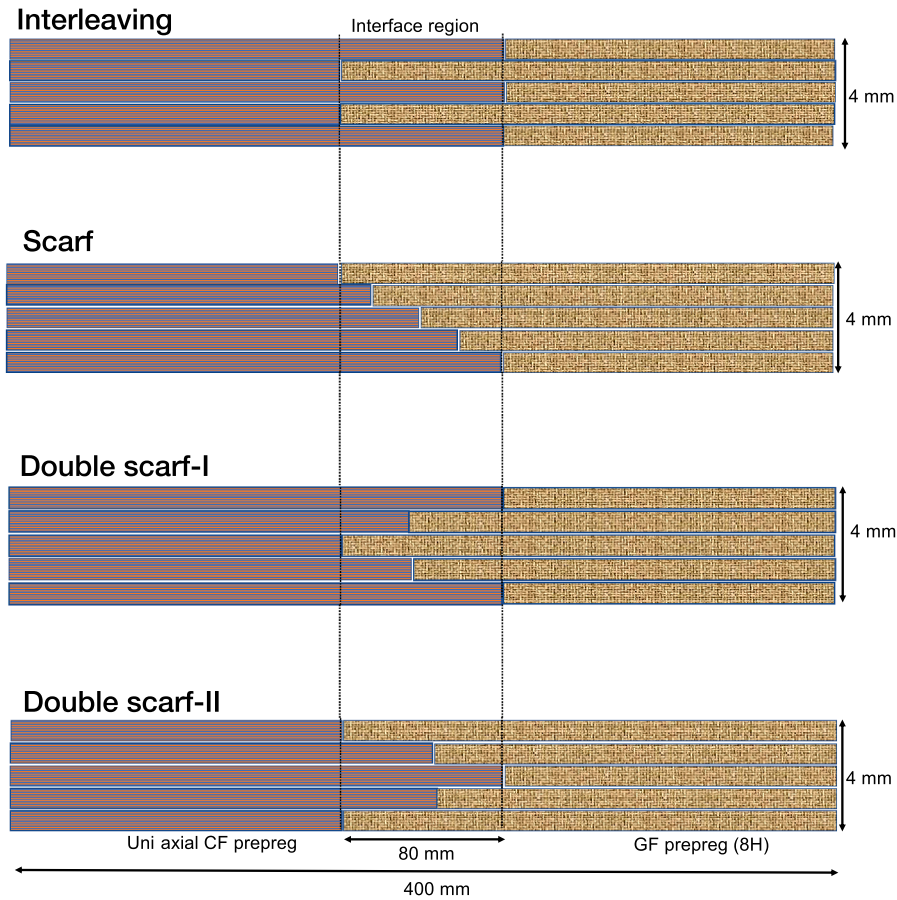 Interleaving
Interface region
4 mm
Scarf
4 mm
Double scarf-I
4 mm
Double scarf-II
4 mm
Uni axial CF prepreg
80 mm
GF prepreg (8H)
400 mm